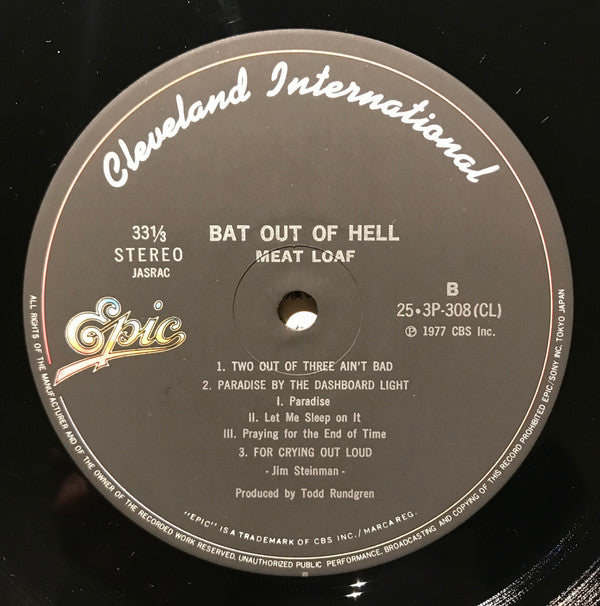 Cleveland International
BAT OUT OF HELL
MEAT LOAF
33⅓
STEREO
JASRAC
B
25・3P-308(CL)
℗ 1977 CBS Inc.
Epic
1. TWO OUT OF THREE AIN'T BAD
2. PARADISE BY THE DASHBOARD LIGHT
I. Paradise
II. Let Me Sleep on It
III. Praying for the End of Time
3. FOR CRYING OUT LOUD
- Jim Steinman -
Produced by Todd Rundgren
"EPIC" IS A TRADEMARK OF CBS INC./MARCA REG.
ALL RIGHTS OF THE MANUFACTURER AND OF THE OWNER OF THE RECORDED WORK RESERVED. UNAUTHORIZED PUBLIC PERFORMANCE, BROADCASTING AND COPYING OF THIS RECORD PROHIBITED EPIC/SONY INC. TOKYO JAPAN